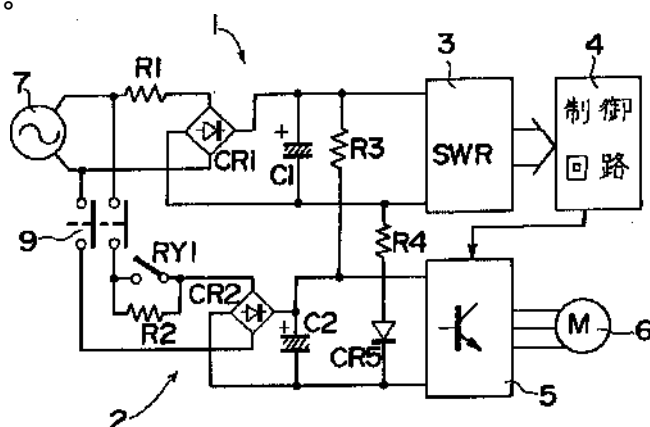 。
1
7
R1
CR1
+
C1
R3
3
SWR
4
制御
回路
9
RY1
R2
CR2
+
C2
R4
CR5
5
M
6
2